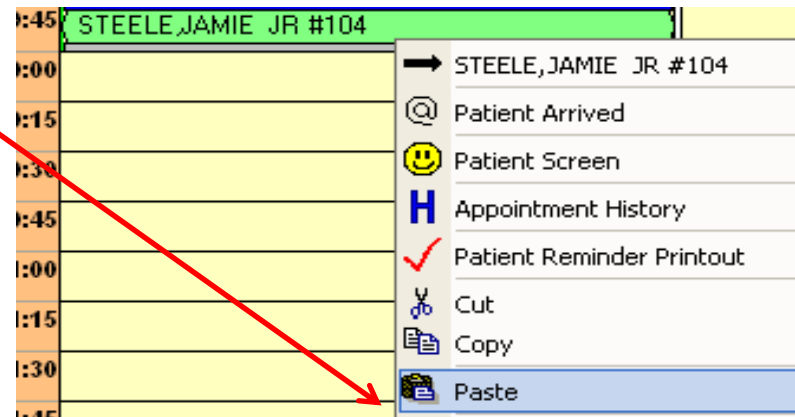 :45 STEELE,JAMIE JR #104
:00
:15
:30
:45
:00
:15
:30
:45
STEELE,JAMIE JR #104
Patient Arrived
Patient Screen
H Appointment History
Patient Reminder Printout
Cut
Copy
Paste